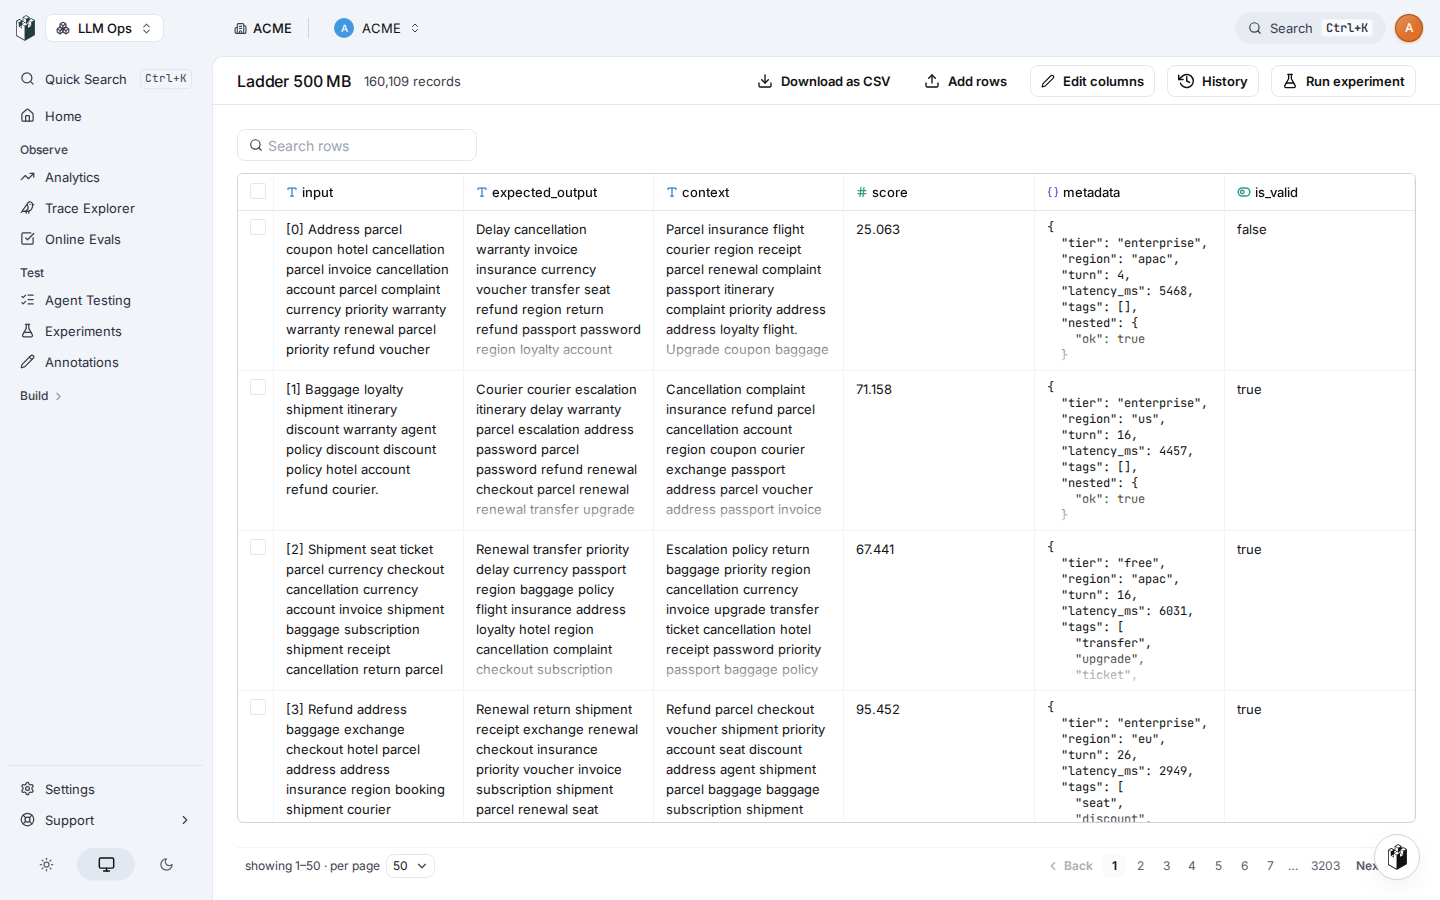 LLM Ops
ACME
A ACME
Search Ctrl+K
A
Quick Search Ctrl+K
Home
Observe
Analytics
Trace Explorer
Online Evals
Test
Agent Testing
Experiments
Annotations
Build
Settings
Support
Ladder 500 MB 160,109 records
Download as CSV
Add rows
Edit columns
History
Run experiment
Search rows
input
expected_output
context
score
metadata
is_valid
[0] Address parcel
coupon hotel cancellation
parcel invoice cancellation
account parcel complaint
currency priority warranty
warranty renewal parcel
priority refund voucher
Delay cancellation
warranty invoice
insurance currency
voucher transfer seat
refund region return
refund passport password
region loyalty account
Parcel insurance flight
courier region receipt
parcel renewal complaint
passport itinerary
complaint priority address
address loyalty flight.
Upgrade coupon baggage
25.063
{
"tier": "enterprise",
"region": "apac",
"turn": 4,
"latency_ms": 5468,
"tags": [],
"nested": {
"ok": true
}
false
[1] Baggage loyalty
shipment itinerary
discount warranty agent
policy discount discount
policy hotel account
refund courier.
Courier courier escalation
itinerary delay warranty
parcel escalation address
password parcel
password refund renewal
checkout parcel renewal
renewal transfer upgrade
Cancellation complaint
insurance refund parcel
cancellation account
region coupon courier
exchange passport
address parcel voucher
address passport invoice
71.158
{
"tier": "enterprise",
"region": "us",
"turn": 16,
"latency_ms": 4457,
"tags": [],
"nested": {
"ok": true
}
true
[2] Shipment seat ticket
parcel currency checkout
cancellation currency
account invoice shipment
baggage subscription
shipment receipt
cancellation return parcel
Renewal transfer priority
delay currency passport
region baggage policy
flight insurance address
loyalty hotel region
cancellation complaint
checkout subscription
Escalation policy return
baggage priority region
cancellation currency
invoice upgrade transfer
ticket cancellation hotel
receipt password priority
passport baggage policy
67.441
{
"tier": "free",
"region": "apac",
"turn": 16,
"latency_ms": 6031,
"tags": [
"transfer",
"upgrade",
"ticket",
true
[3] Refund address
baggage exchange
checkout hotel parcel
address address
insurance region booking
shipment courier
Renewal return shipment
receipt exchange renewal
checkout insurance
priority voucher invoice
subscription shipment
parcel renewal seat
Refund parcel checkout
voucher shipment priority
account seat discount
address agent shipment
parcel baggage baggage
subscription shipment
95.452
{
"tier": "enterprise",
"region": "eu",
"turn": 26,
"latency_ms": 2949,
"tags": [
"seat",
"discount",
true
showing 1–50 · per page 50
Back 1 2 3 4 5 6 7 ... 3203 Nex